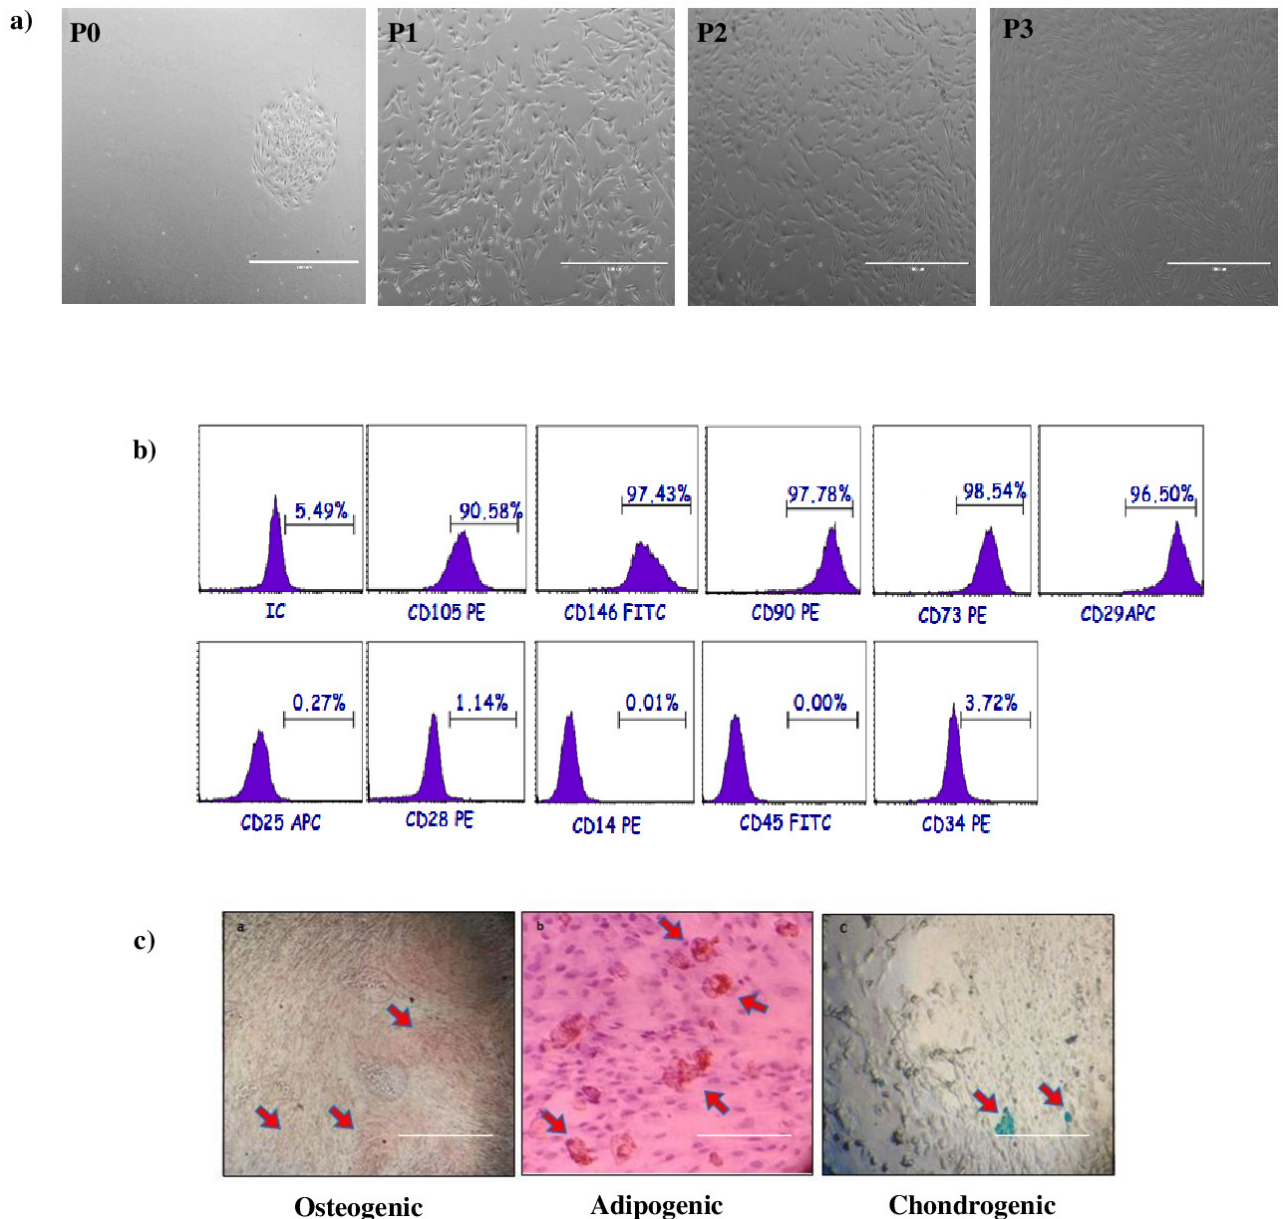 a)
P0 P1 P2 P3
b)
5.49% 90.58% 97.43% 97.78% 98.54% 96.50%
IC CD105 PE CD146 FITC CD90 PE CD73 PE CD29APC
0.27% 1.14% 0.01% 0.00% 3.72%
CD25 APC CD28 PE CD14 PE CD45 FITC CD34 PE
c)
a b c
Osteogenic Adipogenic Chondrogenic